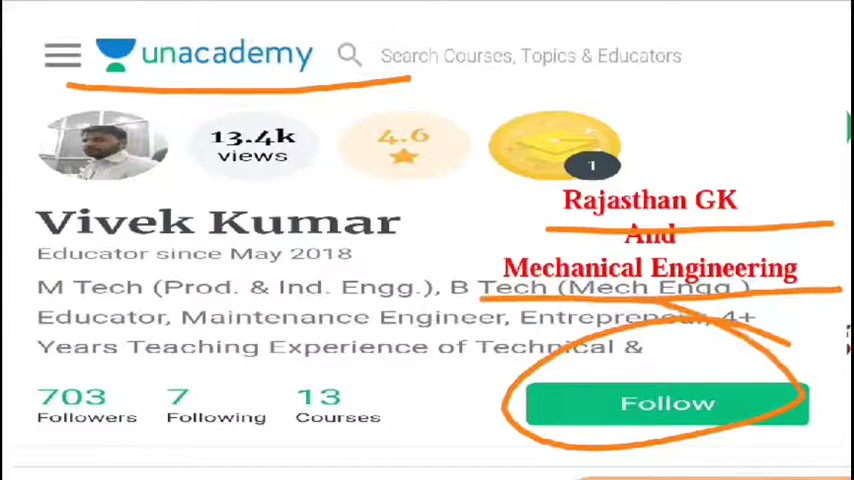 unacademy Search Courses, Topics & Educators
13.4k 4.6
views 1
Vivek Kumar Rajasthan GK
Educator since May 2018 And
Mechanical Engineering
M Tech (Prod. & Ind. Engg.), B Tech (Mech Engg.)
Educator, Maintenance Engineer, Entrepreneur, 4+
Years Teaching Experience of Technical &
703 7 13
Followers Following Courses
Follow